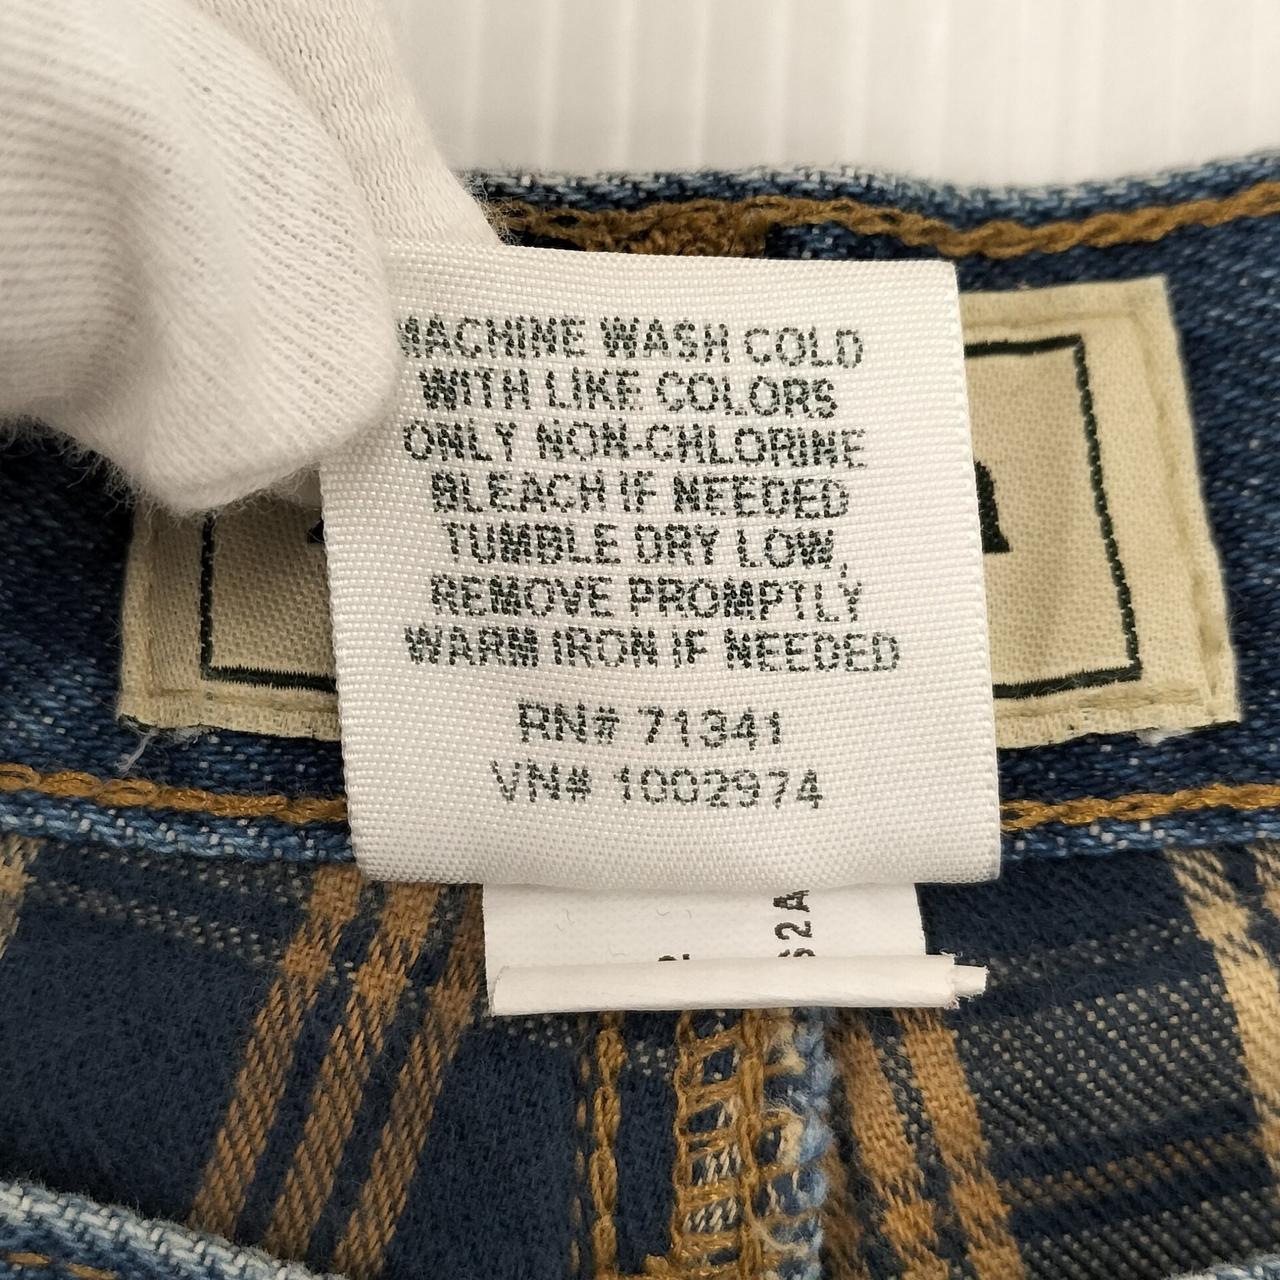 MACHINE WASH COLD
WITH LIKE COLORS
ONLY NON-CHLORINE
BLEACH IF NEEDED
TUMBLE DRY LOW,
REMOVE PROMPTLY
WARM IRON IF NEEDED
RN# 71341
VN# 1002974
S2A